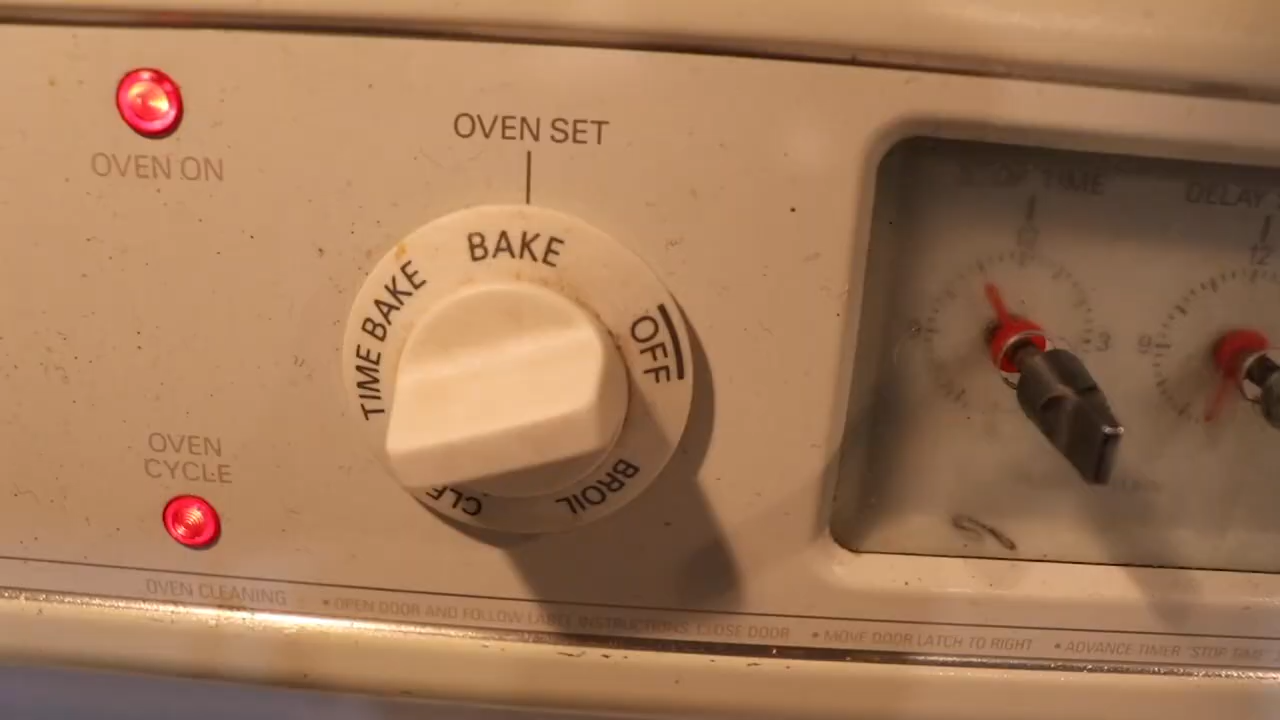 OVEN SET
OVEN ON
BAKE
TIME BAKE
OFF
BROIL
OVEN
CYCLE
TIME
DELAY
12
3
9
OVEN CLEANING
• OPEN DOOR AND FOLLOW LABEL INSTRUCTIONS. CLOSE DOOR • MOVE DOOR LATCH TO RIGHT • ADVANCE TIMER "STOP TIME"